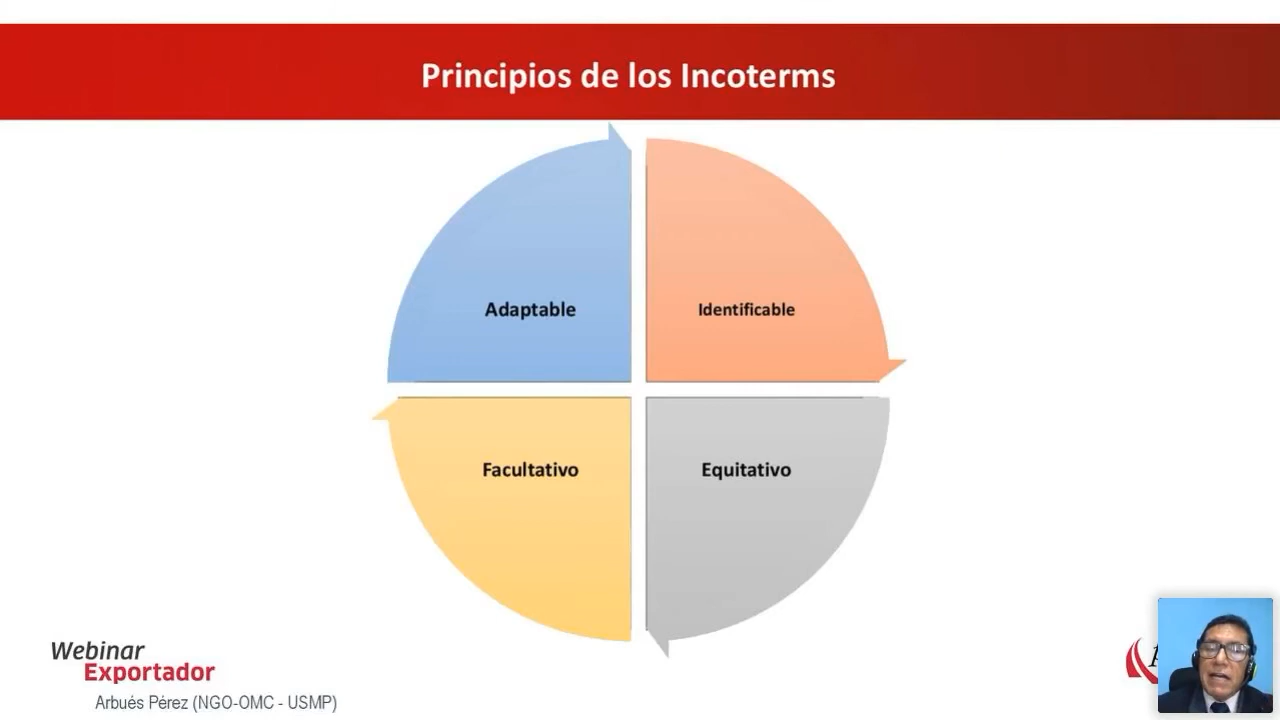 Principios de los Incoterms
Adaptable
Identificable
Facultativo
Equitativo
Webinar
Exportador
Arbués Pérez (NGO-OMC - USMP)